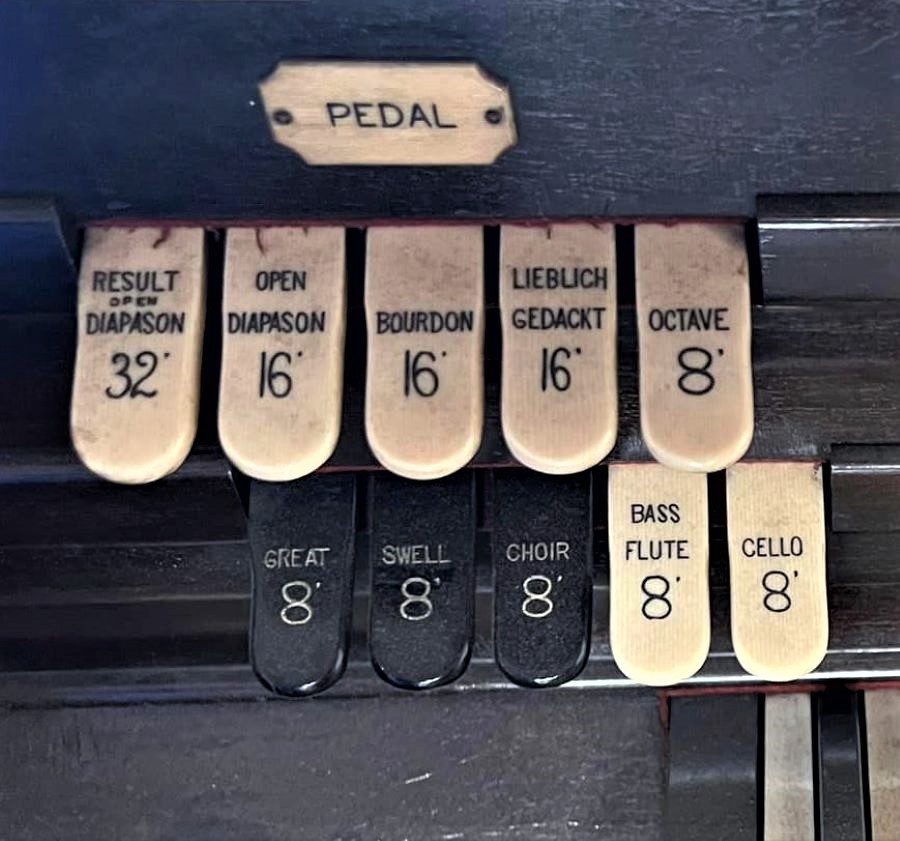 PEDAL
RESULT
OPEN
DIAPASON
32'
OPEN
DIAPASON
16'
BOURDON
16'
LIEBLICH
GEDACKT
16'
OCTAVE
8'
GREAT
8'
SWELL
8'
CHOIR
8'
BASS
FLUTE
8'
CELLO
8'